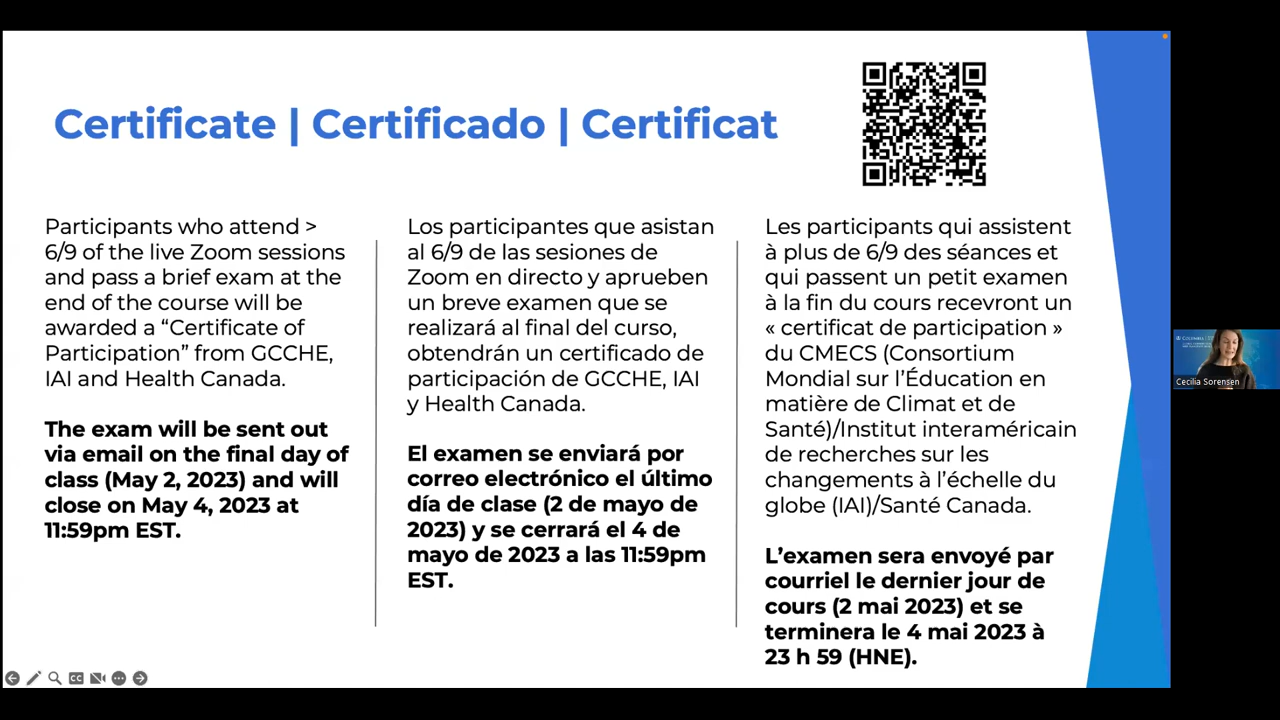 Certificate | Certificado | Certificat
Participants who attend >
6/9 of the live Zoom sessions
and pass a brief exam at the
end of the course will be
awarded a “Certificate of
Participation” from GCCHE,
IAI and Health Canada.
The exam will be sent out
via email on the final day of
class (May 2, 2023) and will
close on May 4, 2023 at
11:59pm EST.
Los participantes que asistan
al 6/9 de las sesiones de
Zoom en directo y aprueben
un breve examen que se
realizará al final del curso,
obtendrán un certificado de
participación de GCCHE, IAI
y Health Canada.
El examen se enviará por
correo electrónico el último
día de clase (2 de mayo de
2023) y se cerrará el 4 de
mayo de 2023 a las 11:59pm
EST.
Les participants qui assistent
à plus de 6/9 des séances et
qui passent un petit examen
à la fin du cours recevront un
« certificat de participation »
du CMECS (Consortium
Mondial sur l’Éducation en
matière de Climat et de
Santé)/Institut interaméricain
de recherches sur les
changements à l’échelle du
globe (IAI)/Santé Canada.
L’examen sera envoyé par
courriel le dernier jour de
cours (2 mai 2023) et se
terminera le 4 mai 2023 à
23 h 59 (HNE).
Cecilia Sorensen
CC